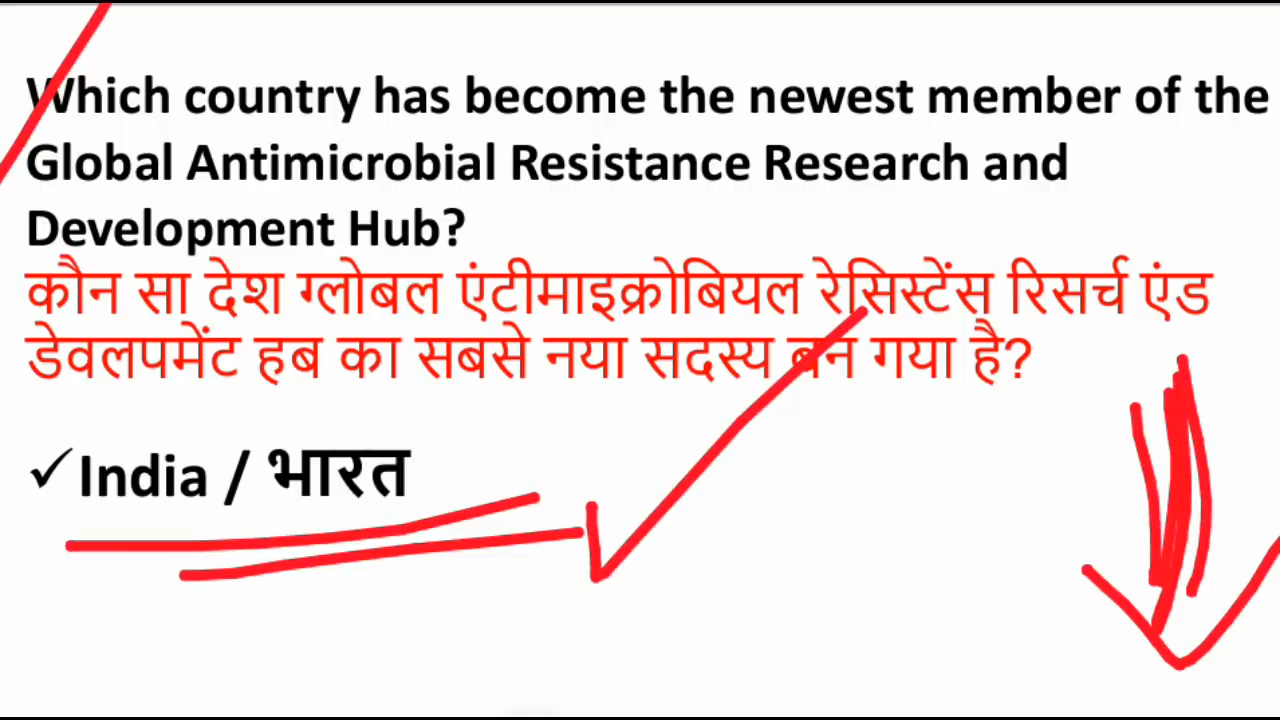 Which country has become the newest member of the
Global Antimicrobial Resistance Research and
Development Hub?
कौन सा देश ग्लोबल एंटीमाइक्रोबियल रेसिस्टेंस रिसर्च एंड
डेवलपमेंट हब का सबसे नया सदस्य बन गया है?
✓India / भारत